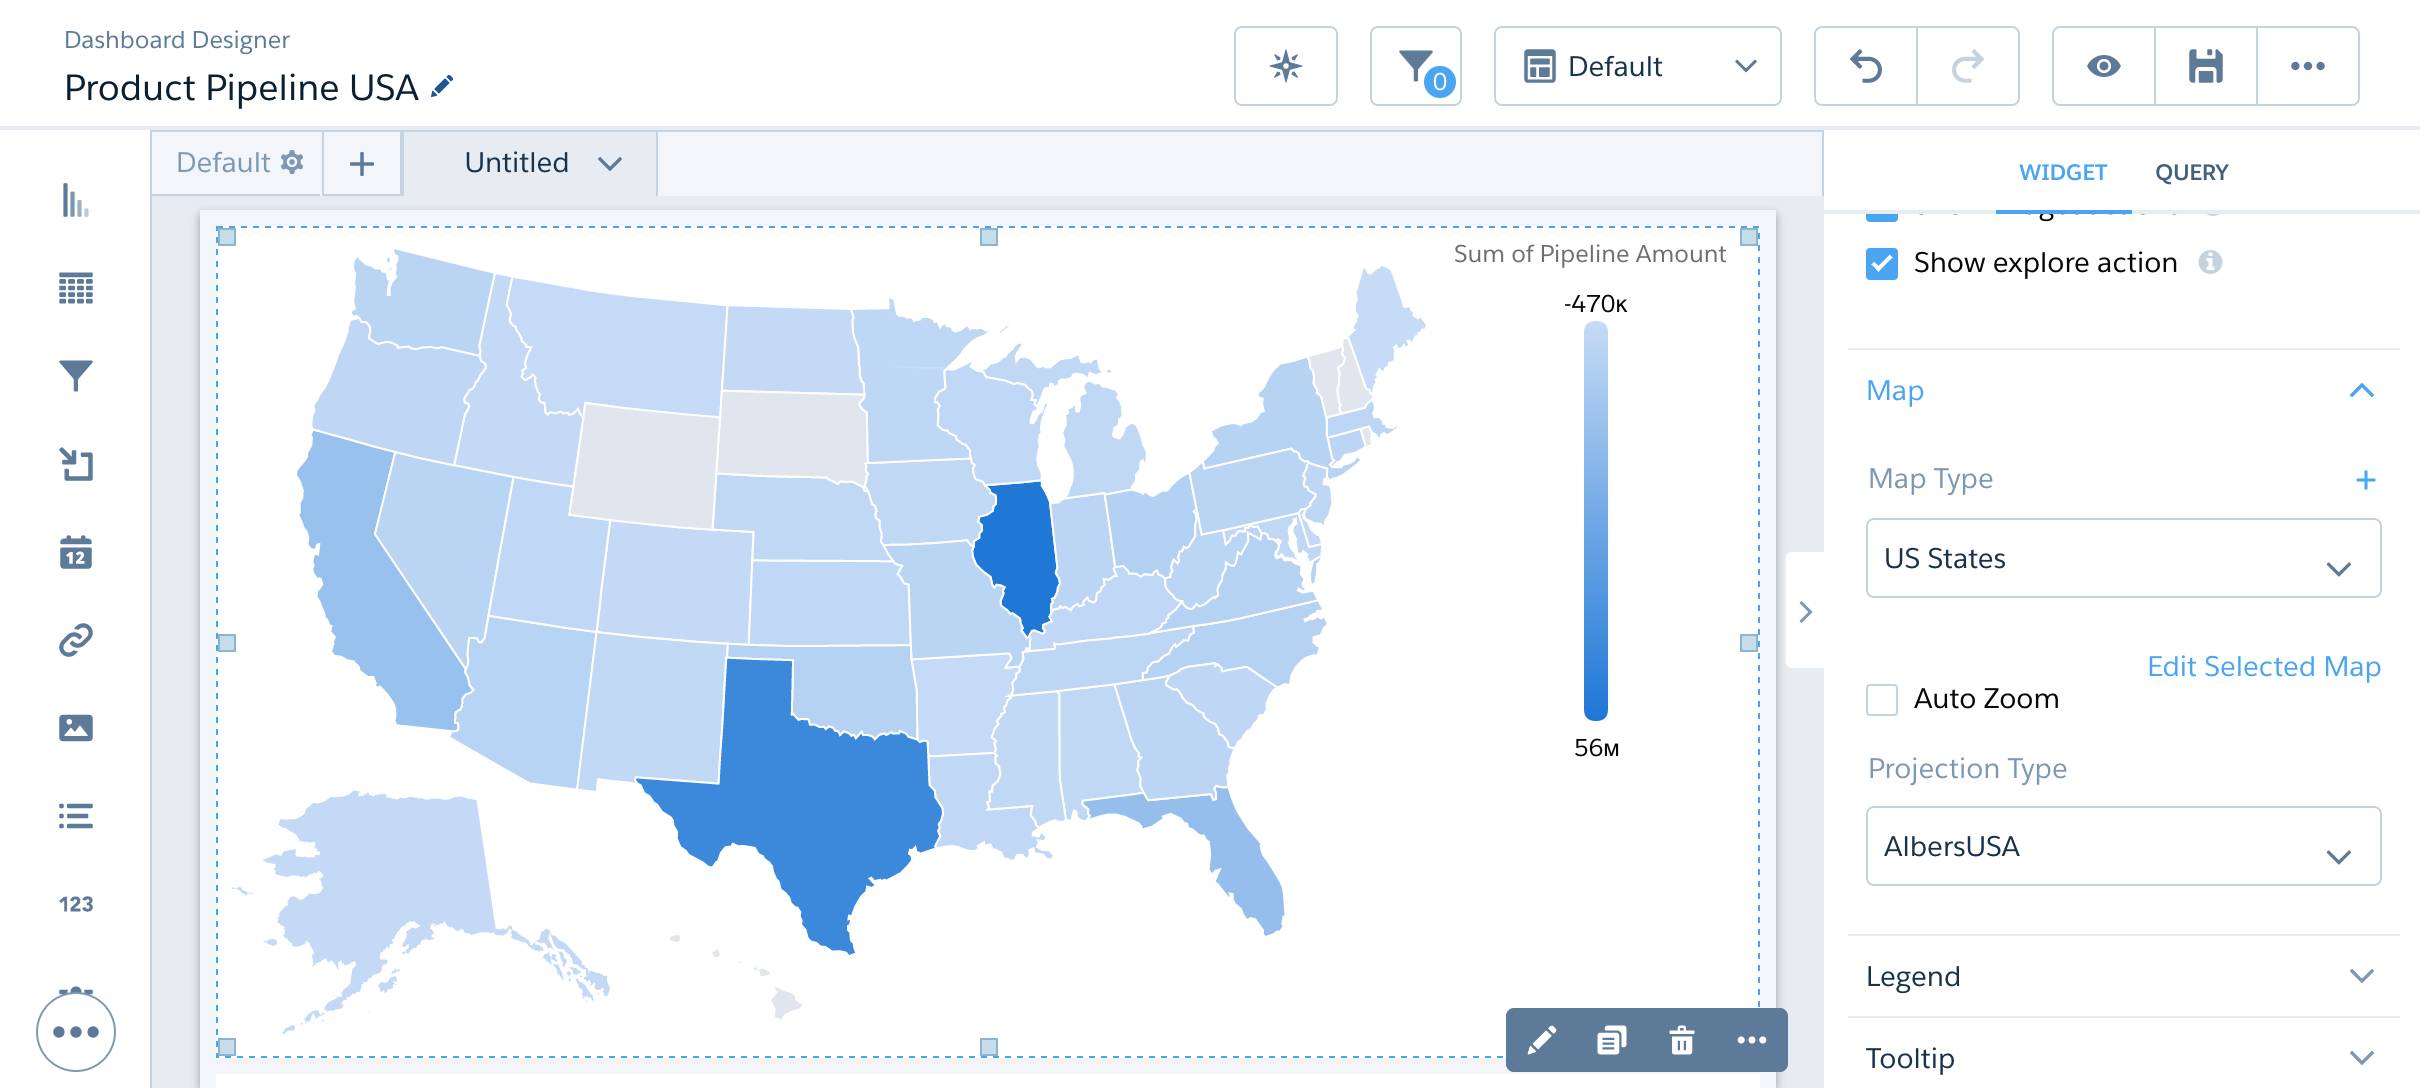 Dashboard Designer
Product Pipeline USA
0
Default
Default
Untitled
WIDGET
QUERY
Show explore action
Sum of Pipeline Amount
-470K
56M
Map
Map Type
US States
Edit Selected Map
Auto Zoom
Projection Type
AlbersUSA
Legend
Tooltip
12
123